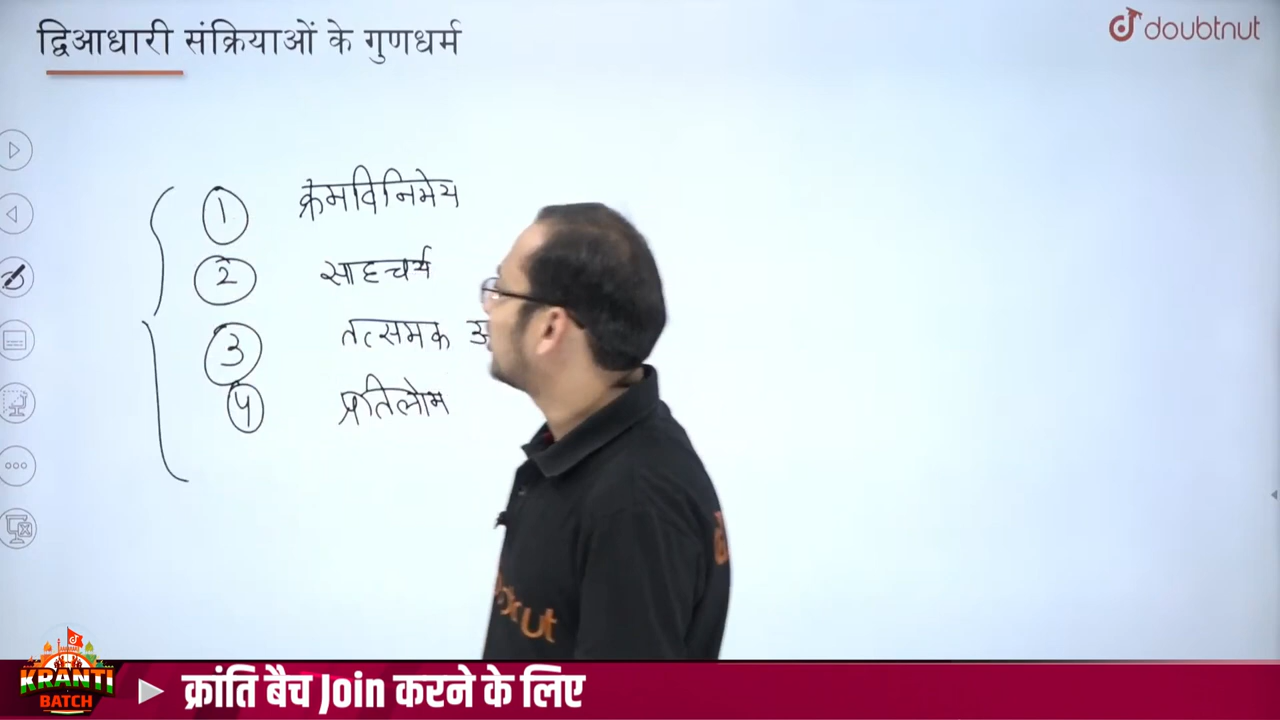 द्विआधारी संक्रियाओं के गुणधर्म
doubtnut
1 क्रमविनिमेय
2 साहचर्य
3 तत्समक
4 प्रतिलोम
KRANTI
BATCH
क्रांति बैच Join करने के लिए